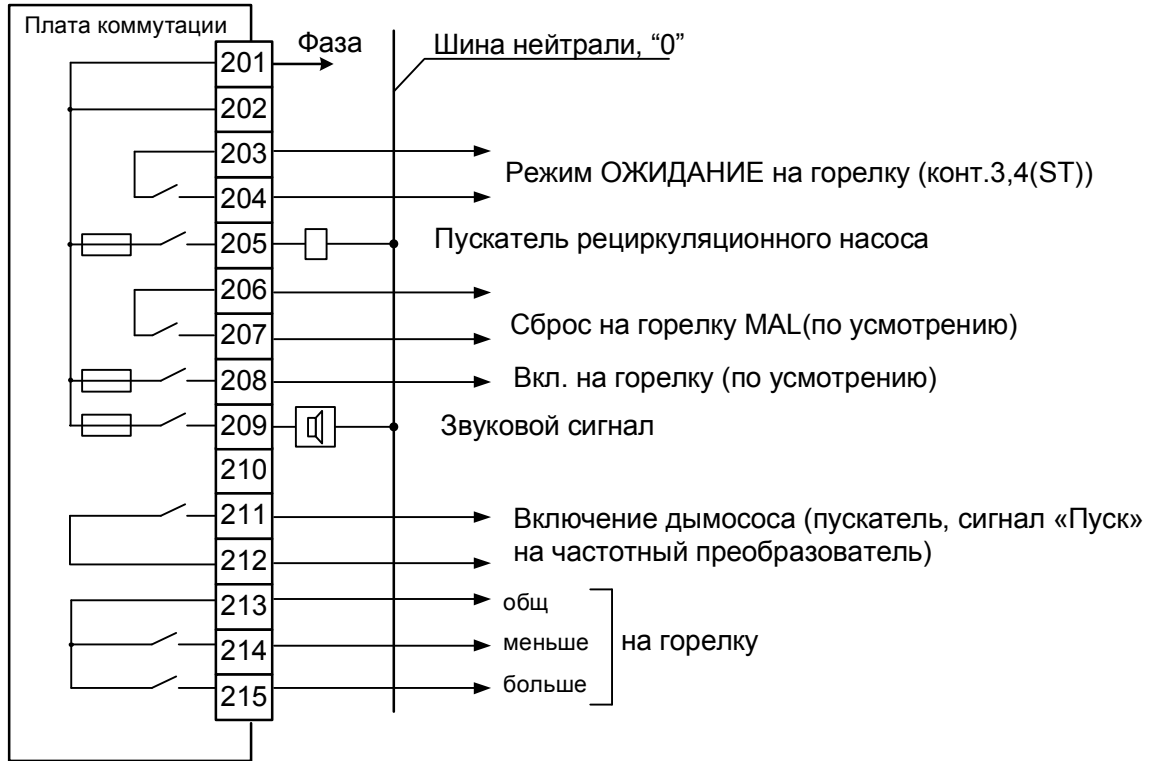 Плата коммутации
Фаза
Шина нейтрали, “0”
201
202
203
Режим ОЖИДАНИЕ на горелку (конт.3,4(ST))
204
205
Пускатель рециркуляционного насоса
206
Сброс на горелку MAL(по усмотрению)
207
208
Вкл. на горелку (по усмотрению)
209
Звуковой сигнал
210
211
Включение дымососа (пускатель, сигнал «Пуск»
на частотный преобразователь)
212
213
общ
214
меньше
на горелку
215
больше